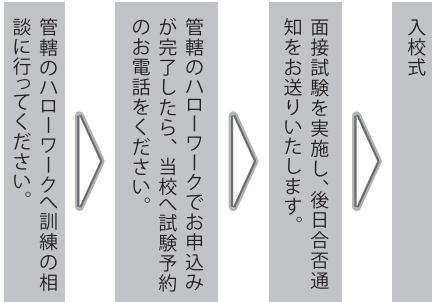 管轄のハローワークへ訓練の相
談に行ってください。
管轄のハローワークでお申込み
が完了したら、当校へ試験予約
のお電話をください。
面接試験を実施し、後日合否通
知をお送りいたします。
入校式